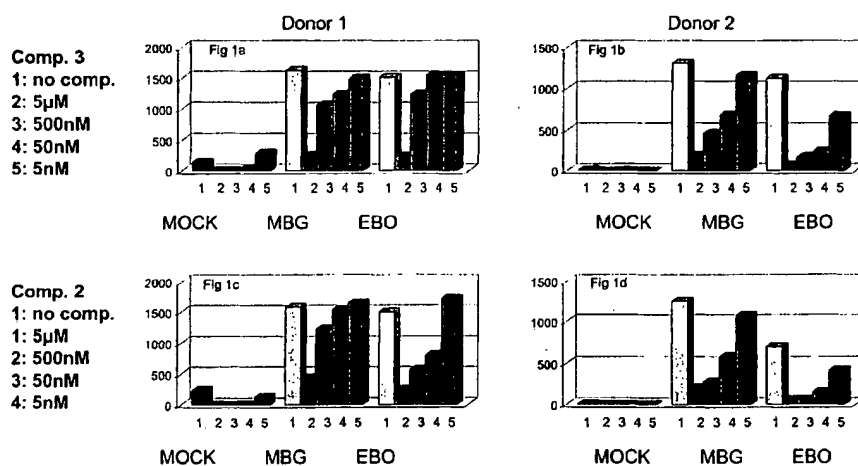 Donor 1
Donor 2
Comp. 3
1: no comp.
2: 5µM
3: 500nM
4: 50nM
5: 5nM
Fig 1a
2000
1500
1000
500
0
1 2 3 4 5 1 2 3 4 5 1 2 3 4 5
MOCK MBG EBO
Fig 1b
1500
1000
500
0
1 2 3 4 5 1 2 3 4 5 1 2 3 4 5
MOCK MBG EBO
Comp. 2
1: no comp.
1: 5µM
2: 500nM
3: 50nM
4: 5nM
Fig 1c
2000
1500
1000
500
0
1 2 3 4 5 1 2 3 4 5 1 2 3 4 5
MOCK MBG EBO
Fig 1d
1500
1000
500
0
1 2 3 4 5 1 2 3 4 5 1 2 3 4 5
MOCK MBG EBO